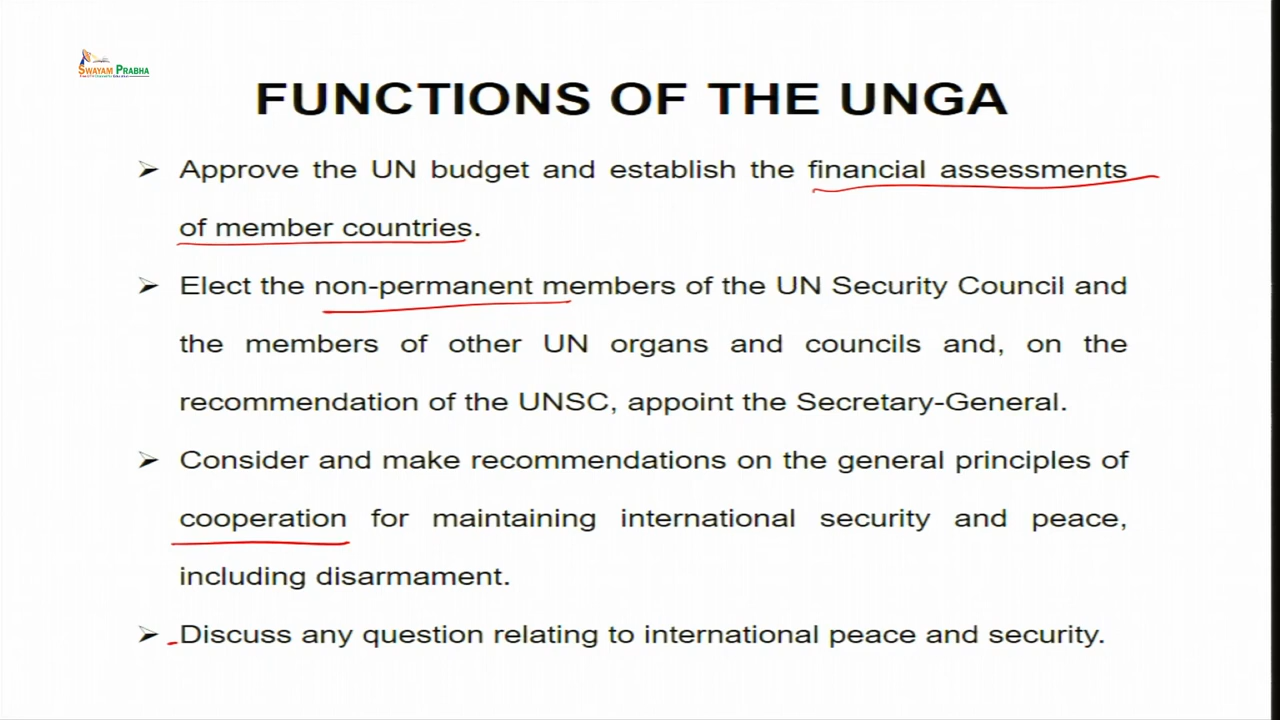 SWAYAM PRABHA
FUNCTIONS OF THE UNGA
➢ Approve the UN budget and establish the financial assessments
of member countries.
➢ Elect the non-permanent members of the UN Security Council and
the members of other UN organs and councils and, on the
recommendation of the UNSC, appoint the Secretary-General.
➢ Consider and make recommendations on the general principles of
cooperation for maintaining international security and peace,
including disarmament.
➢ Discuss any question relating to international peace and security.